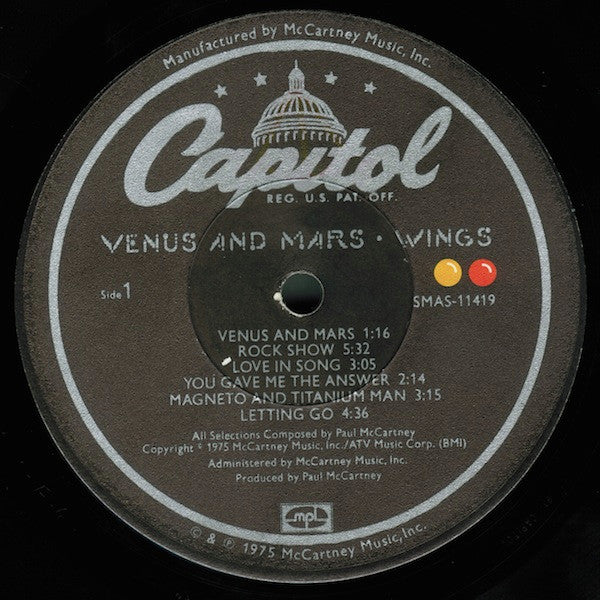 Manufactured by McCartney Music, Inc.
Capitol
REG. U.S. PAT. OFF.
VENUS AND MARS · WINGS
Side 1
SMAS-11419
VENUS AND MARS 1:16
ROCK SHOW 5:32
LOVE IN SONG 3:05
YOU GAVE ME THE ANSWER 2:14
MAGNETO AND TITANIUM MAN 3:15
LETTING GO 4:36
All Selections Composed by Paul McCartney
Copyright © 1975 McCartney Music, Inc./ATV Music Corp. (BMI)
Administered by McCartney Music, Inc.
Produced by Paul McCartney
mpl
© & ℗ 1975 McCartney Music, Inc.